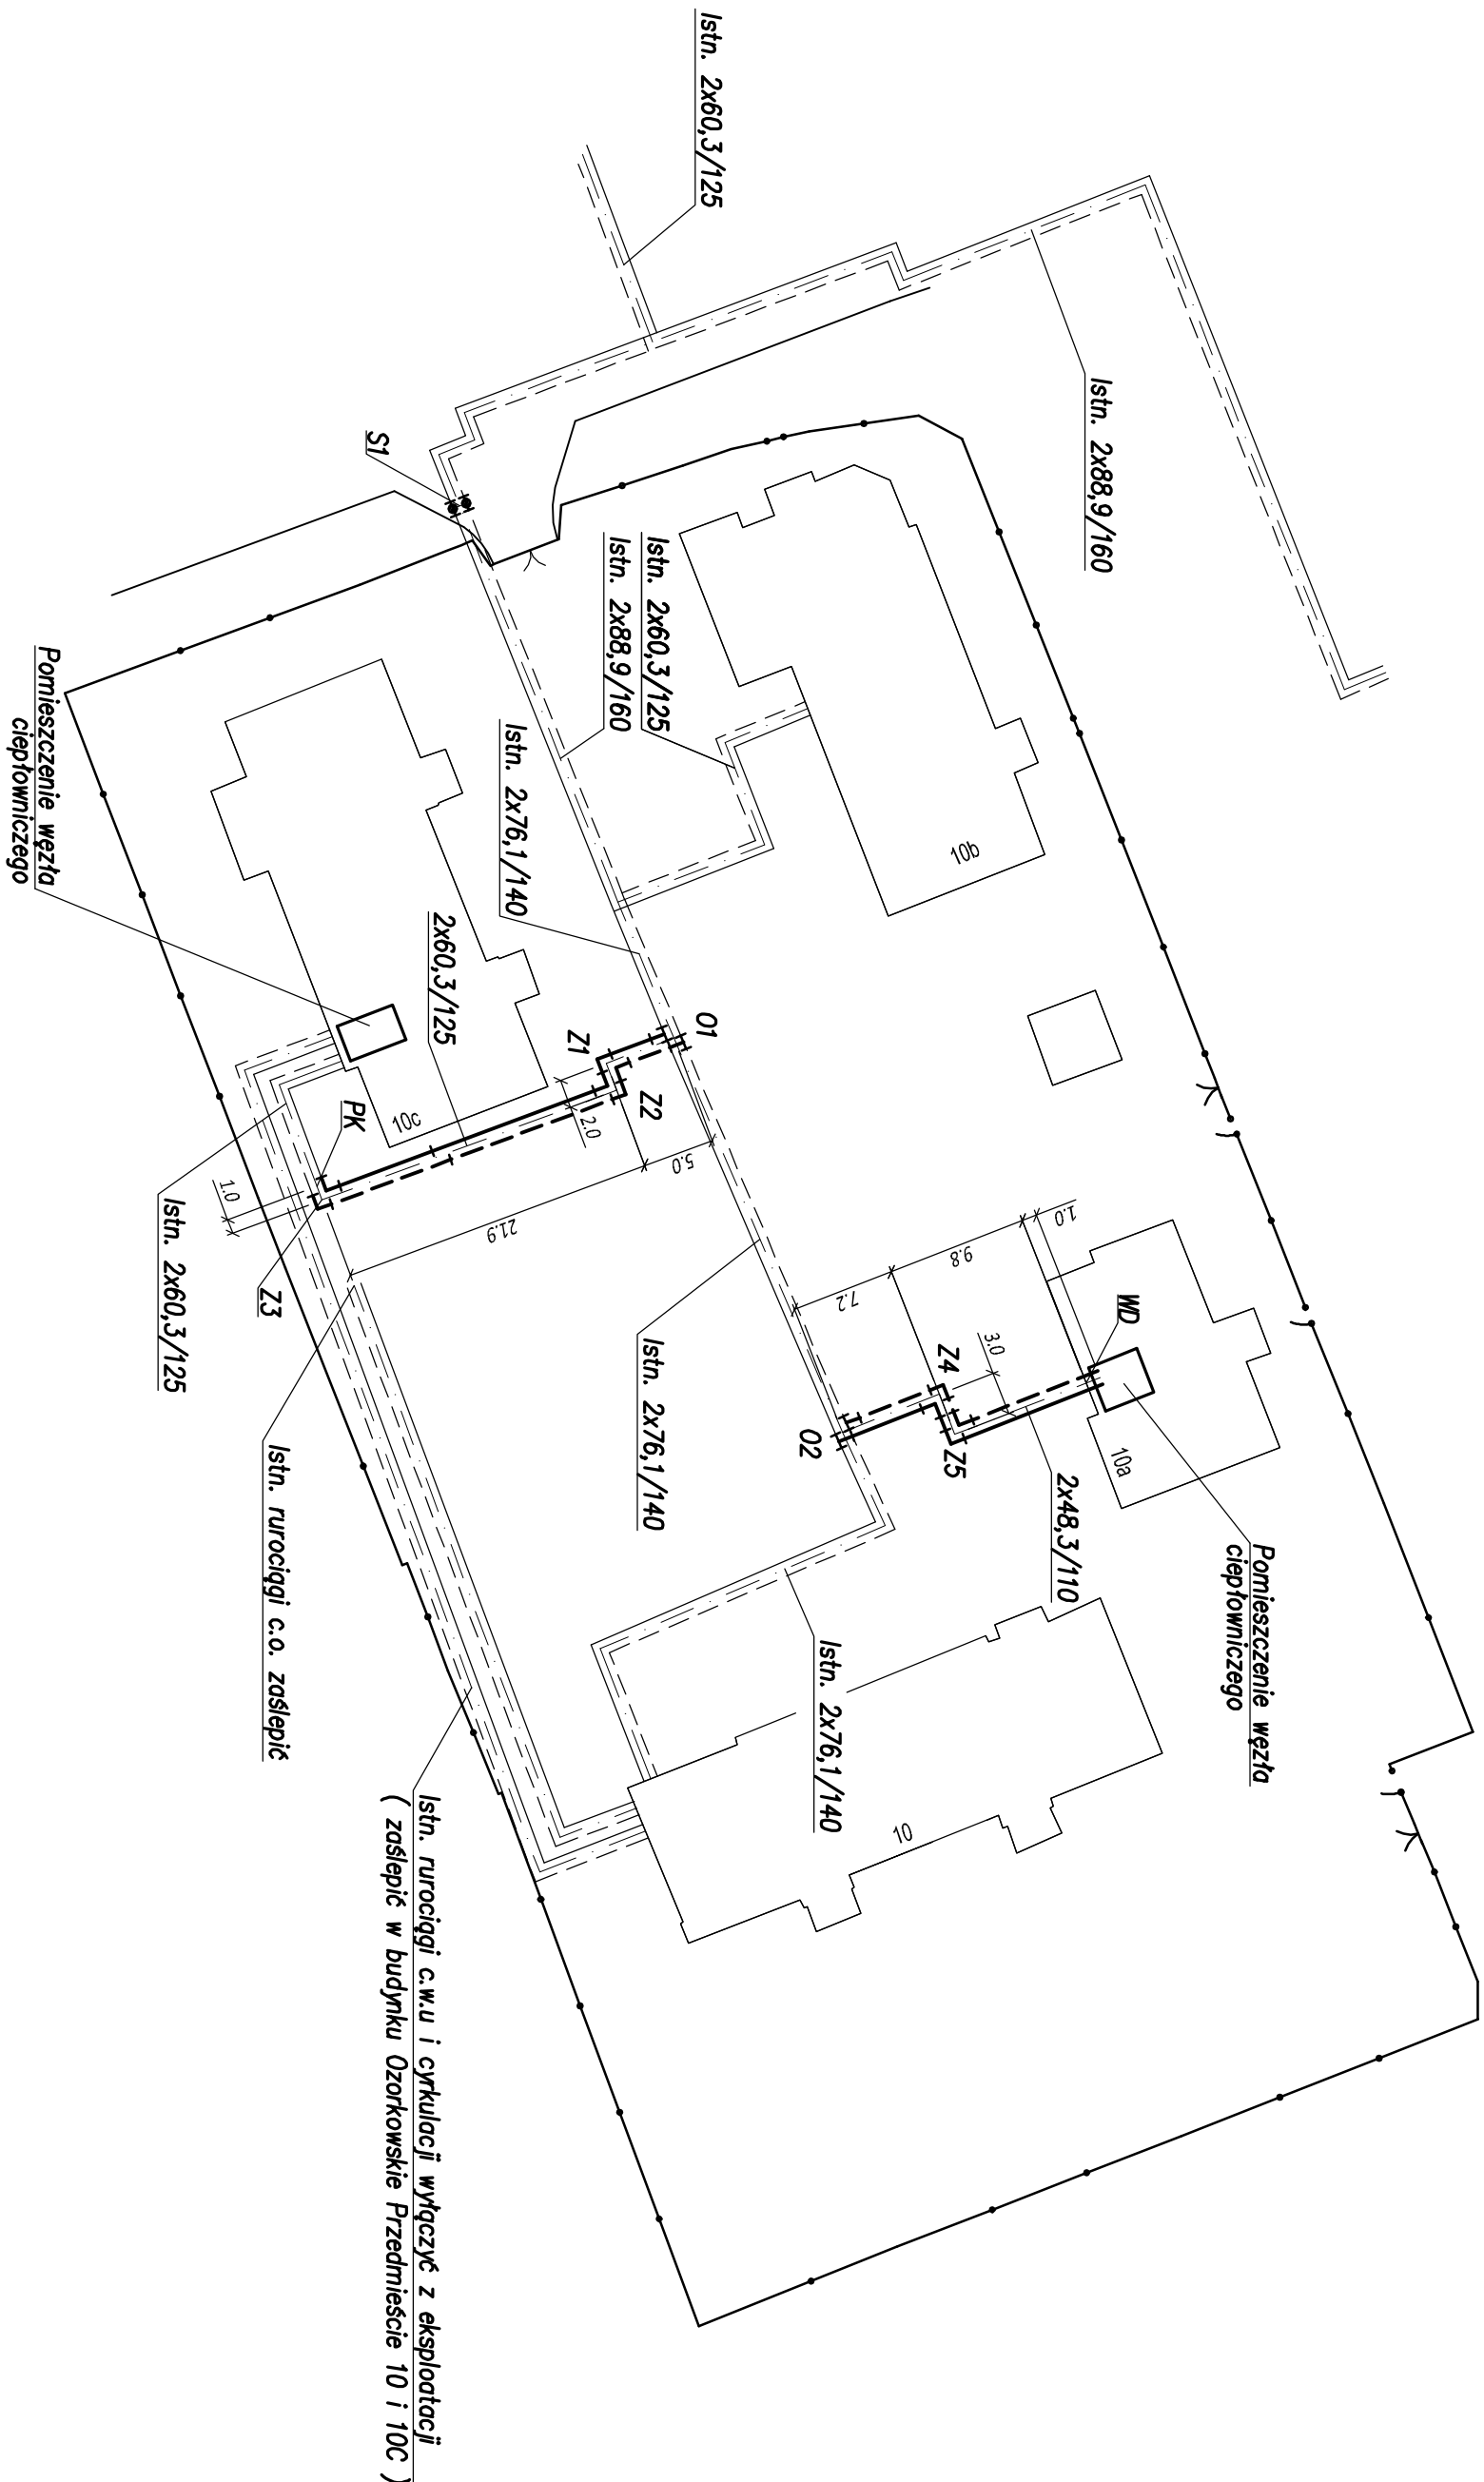 Istn. 2x60,3/125
Istn. 2x88,9/160
S1
Istn. 2x60,3/125
Istn. 2x88,9/160
Istn. 2x76,1/140
10b
Pomieszczenie węzła
ciepłowniczego
2x60,3/125
O1
Z1
Z2
2.0
5.0
10c
PK
1.0
21.9
Z3
Istn. 2x60,3/125
1.0
9.8
7.2
3.0
WD
Z4
Z5
O2
10a
Istn. 2x76,1/140
2x48,3/110
Pomieszczenie węzła
ciepłowniczego
Istn. rurociągi c.o. zaślepić
Istn. 2x76,1/140
10
Istn. rurociągi c.w.u i cyrkulacji wyłączyć z eksploatacji
( zaślepić w budynku Ozorkowskie Przedmieście 10 i 10C )